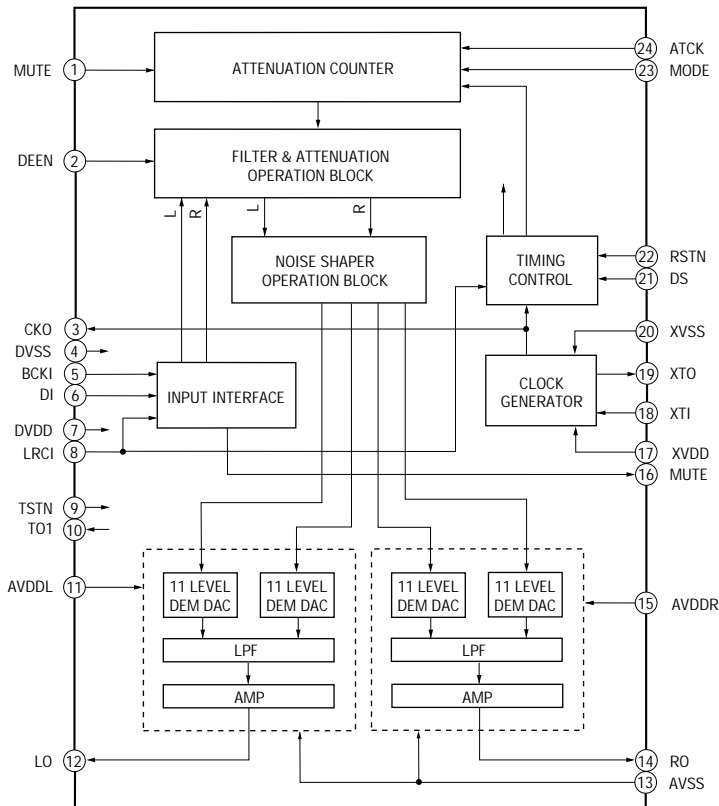 24 ATCK
ATTENUATION COUNTER
MUTE 1
23 MODE
FILTER & ATTENUATION
OPERATION BLOCK
DEEN 2
L R L R
NOISE SHAPER
OPERATION BLOCK
TIMING
CONTROL
22 RSTN
21 DS
CKO 3
20 XVSS
DVSS 4
BCKI 5
DI 6
INPUT INTERFACE
CLOCK
GENERATOR
19 XTO
18 XTI
DVDD 7
LRCI 8
17 XVDD
16 MUTE
TSTN 9
TO1 10
AVDDL 11
11 LEVEL
DEM DAC
11 LEVEL
DEM DAC
11 LEVEL
DEM DAC
11 LEVEL
DEM DAC
15 AVDDR
LPF
LPF
AMP
AMP
LO 12
14 RO
13 AVSS